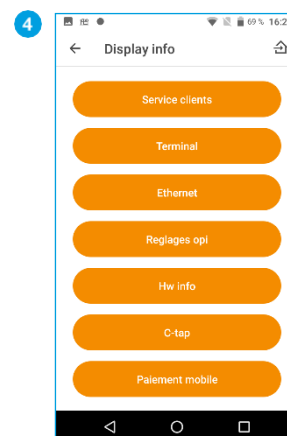 4
69 % 16:2
Display info
Service clients
Terminal
Ethernet
Reglages opi
Hw info
C-tap
Paiement mobile